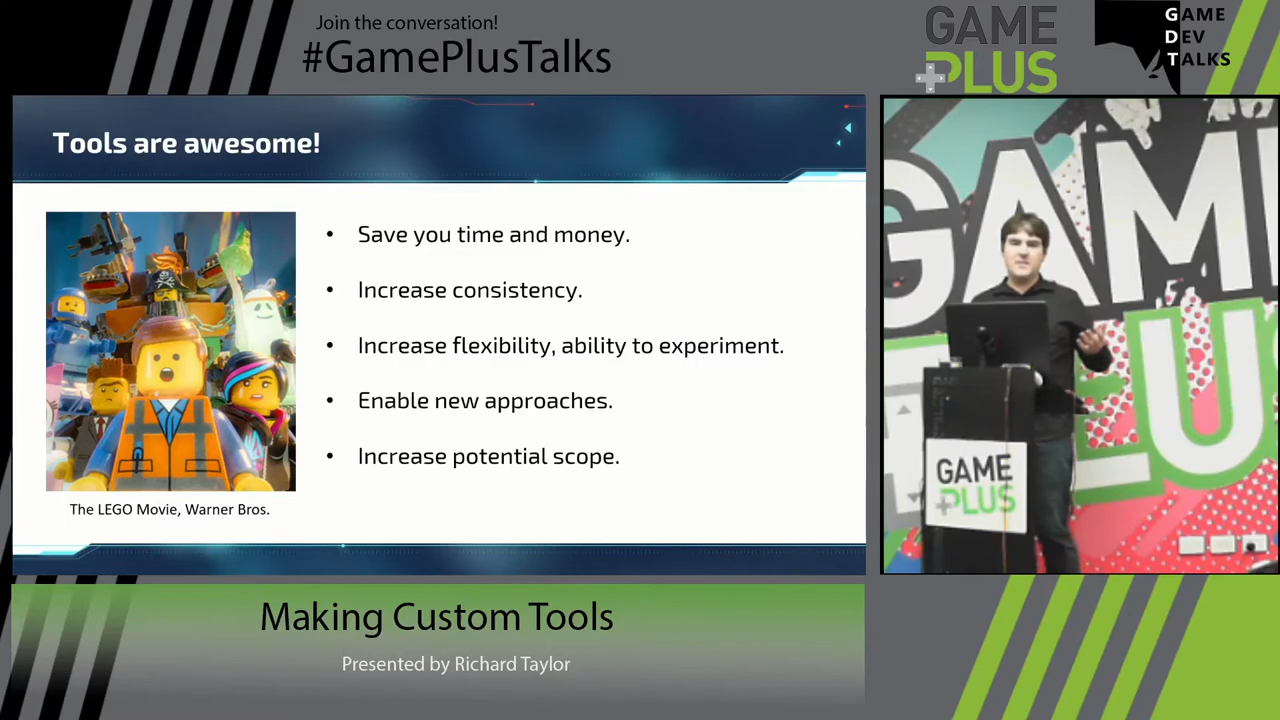 Join the conversation!
#GamePlusTalks
GAME
PLUS
GAME
DEV
TALKS
Tools are awesome!
• Save you time and money.
• Increase consistency.
• Increase flexibility, ability to experiment.
• Enable new approaches.
• Increase potential scope.
The LEGO Movie, Warner Bros.
GAME
PLUS
Making Custom Tools
Presented by Richard Taylor